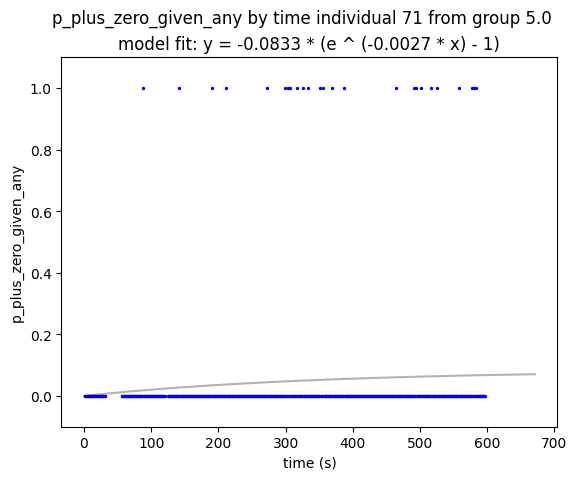 p_plus_zero_given_any by time individual 71 from group 5.0
model fit: y = -0.0833 * (e ^ (-0.0027 * x) - 1)
p_plus_zero_given_any
1.0
0.8
0.6
0.4
0.2
0.0
0 100 200 300 400 500 600 700
time (s)